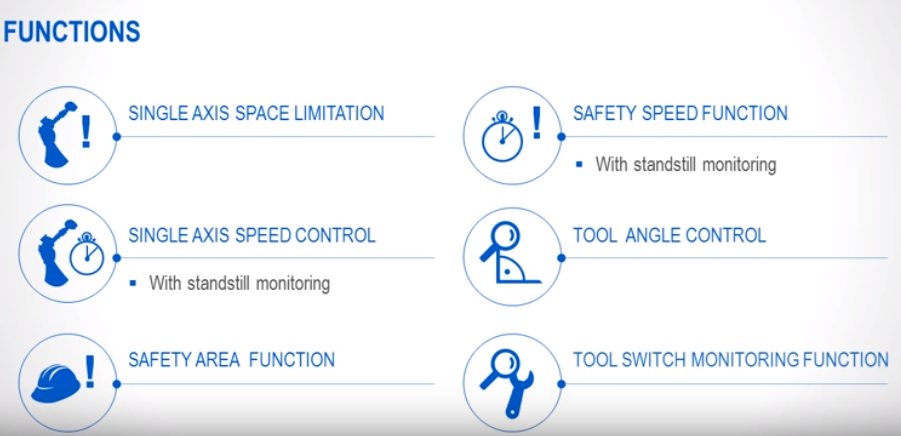 FUNCTIONS
SINGLE AXIS SPACE LIMITATION
SINGLE AXIS SPEED CONTROL
▪ With standstill monitoring
SAFETY AREA FUNCTION
SAFETY SPEED FUNCTION
▪ With standstill monitoring
TOOL ANGLE CONTROL
TOOL SWITCH MONITORING FUNCTION